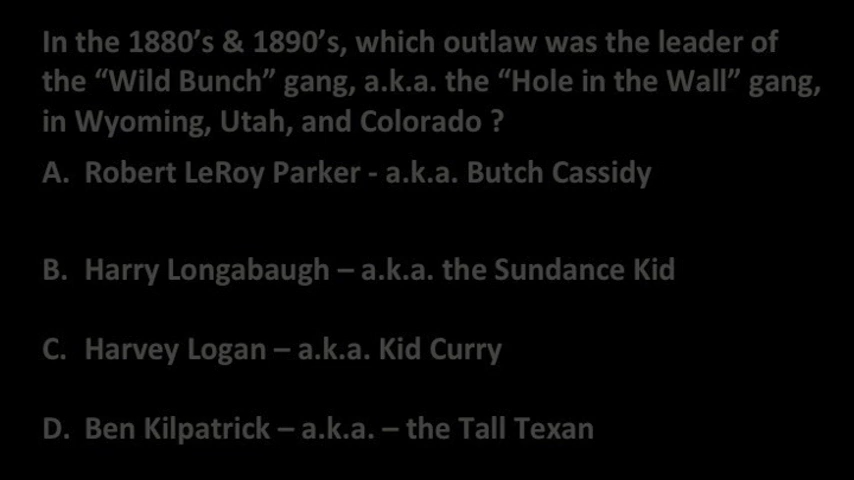 In the 1880’s & 1890’s, which outlaw was the leader of
the “Wild Bunch” gang, a.k.a. the “Hole in the Wall” gang,
in Wyoming, Utah, and Colorado ?
A. Robert LeRoy Parker - a.k.a. Butch Cassidy
B. Harry Longabaugh – a.k.a. the Sundance Kid
C. Harvey Logan – a.k.a. Kid Curry
D. Ben Kilpatrick – a.k.a. – the Tall Texan